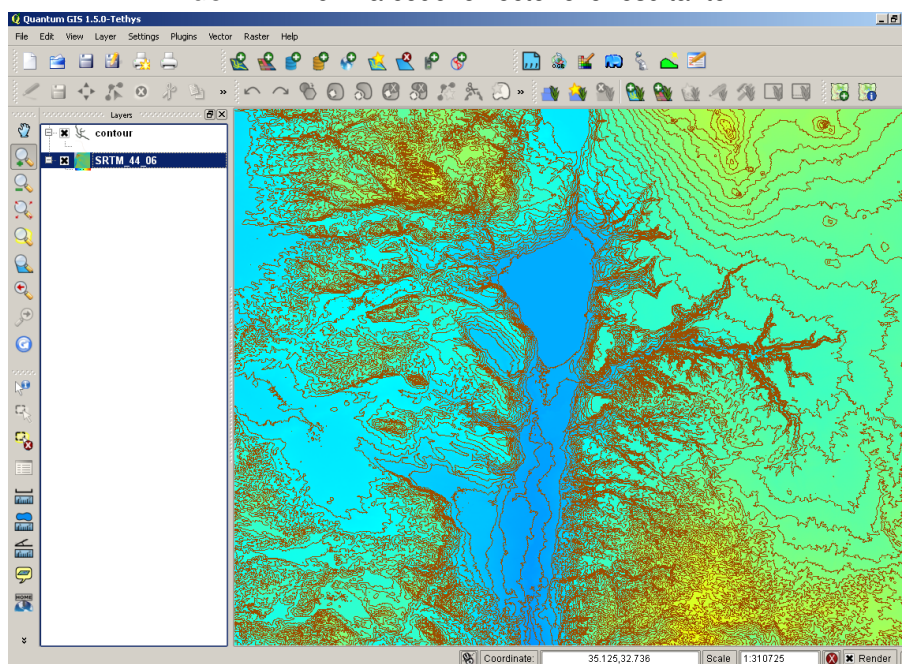 Quantum GIS 1.5.0-Tethys
File Edit View Layer Settings Plugins Vector Raster Help
Layers
contour
SRTM_44_06
Coordinate: 35.125,32.736 Scale 1:310725 Render